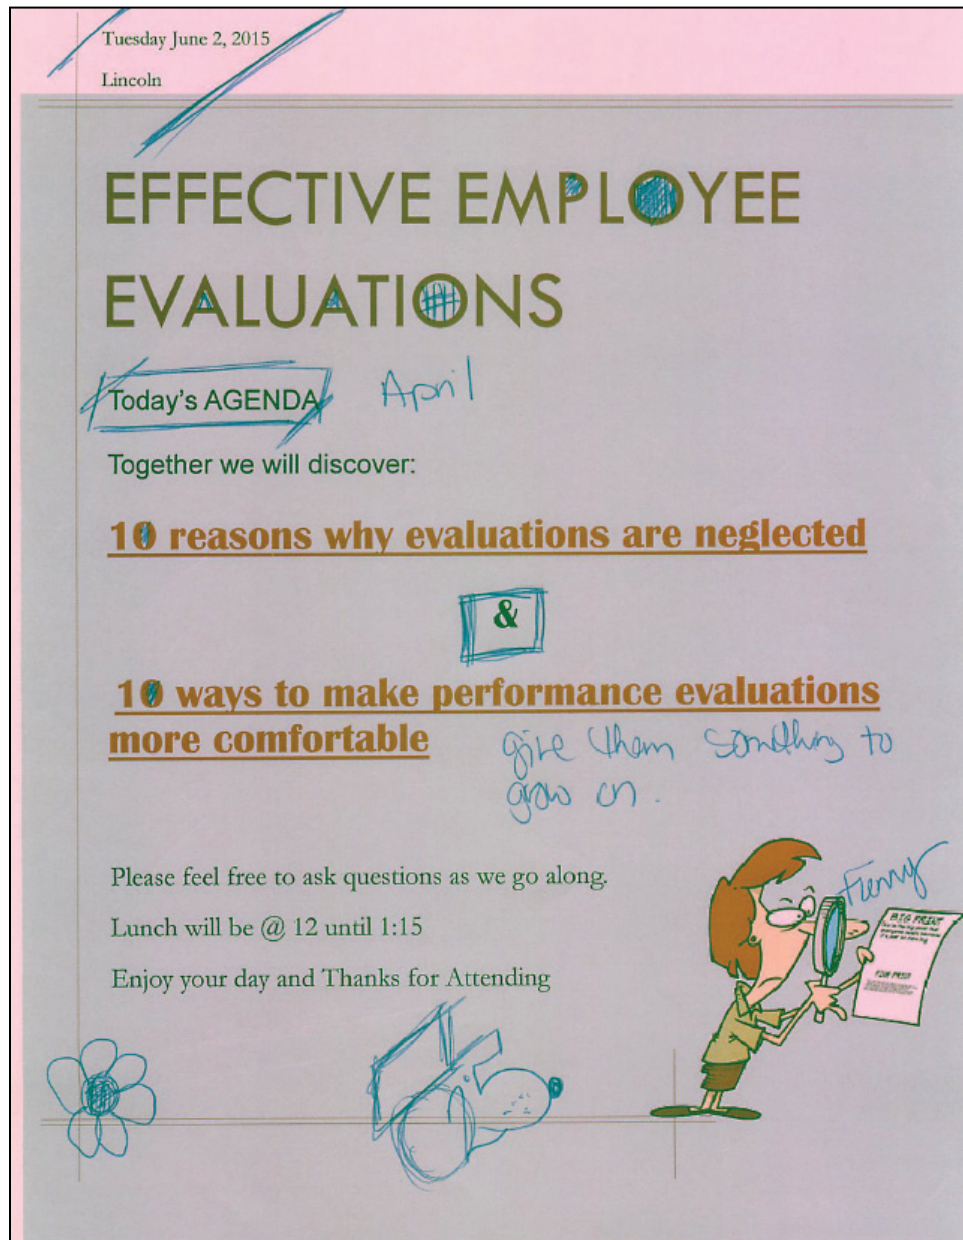 Tuesday June 2, 2015
Lincoln
EFFECTIVE EMPLOYEE
EVALUATIONS
Today's AGENDA April
Together we will discover:
10 reasons why evaluations are neglected
&
10 ways to make performance evaluations
more comfortable give them something to
grow on.
Please feel free to ask questions as we go along.
Funny
Lunch will be @ 12 until 1:15
BIG PRINT
Enjoy your day and Thanks for Attending